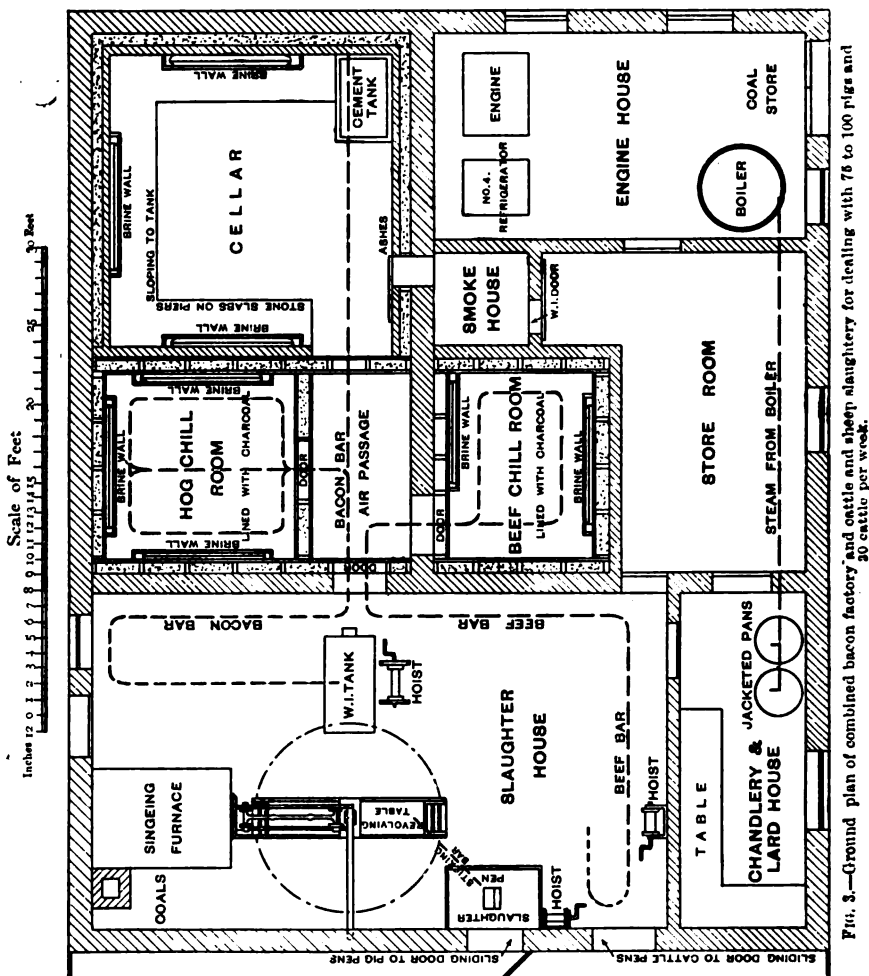 Scale of Feet
Inches 12 0 1 2 3 4 5 6 7 8 9 10 11 12 13 14 15 20 25 30 Feet
BRINE WALL
CEMENT
TANK
BRINE WALL
SLOPING TO TANK
CELLAR
ASHES
STONE SLABS ON PIERS
BRINE WALL
ENGINE
NO. 4.
REFRIGERATOR
ENGINE HOUSE
COAL
STORE
BOILER
SMOKE
HOUSE
W.I. DOOR
BRINE WALL
BRINE WALL
HOG CHILL
ROOM
LINED WITH CHARCOAL
BRINE WALL
DOOR
BACON BAR
AIR PASSAGE
DOOR
DOOR
BRINE WALL
BEEF CHILL ROOM
LINED WITH CHARCOAL
BRINE WALL
STORE ROOM
STEAM FROM BOILER
BACON BAR
BEEF BAR
W.I. TANK
HOIST
SLAUGHTER
HOUSE
BEEF BAR
HOIST
SINGEING
FURNACE
COALS
REVOLVING
TABLE
STICKING
BAR
SLAUGHTER
PEN
HOIST
JACKETED PANS
TABLE
CHANDLERY &
LARD HOUSE
SLIDING DOOR TO PIG PENS
SLIDING DOOR TO CATTLE PENS
FIG. 3.—Ground plan of combined bacon factory and cattle and sheep slaughtery for dealing with 75 to 100 pigs and
20 cattle per week.